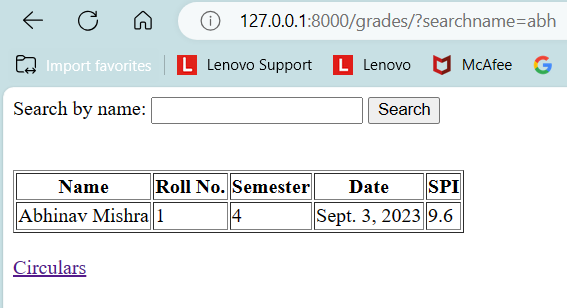 127.0.0.1:8000/grades/?searchname=abh
Import favorites L Lenovo Support L Lenovo McAfee G
Search by name: Search
Name Roll No. Semester Date SPI
Abhinav Mishra 1 4 Sept. 3, 2023 9.6
Circulars